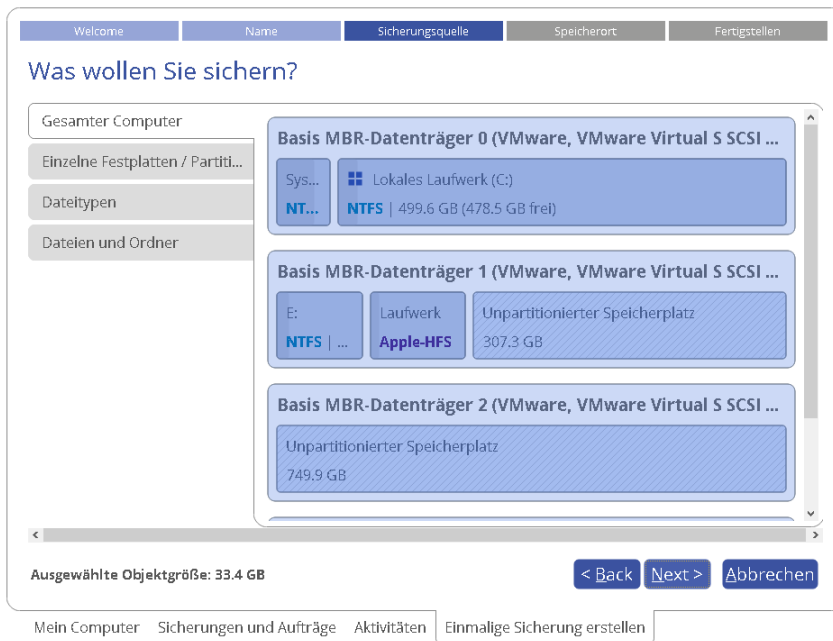 Welcome Name Sicherungsquelle Speicherort Fertigstellen
Was wollen Sie sichern?
Gesamter Computer
Einzelne Festplatten / Partiti...
Dateitypen
Dateien und Ordner
Basis MBR-Datenträger 0 (VMware, VMware Virtual S SCSI ...
Sys... Lokales Laufwerk (C:)
NT... NTFS | 499.6 GB (478.5 GB frei)
Basis MBR-Datenträger 1 (VMware, VMware Virtual S SCSI ...
E: Laufwerk Unpartitionierter Speicherplatz
NTFS | ... Apple-HFS 307.3 GB
Basis MBR-Datenträger 2 (VMware, VMware Virtual S SCSI ...
Unpartitionierter Speicherplatz
749.9 GB
Ausgewählte Objektgröße: 33.4 GB
< Back Next > Abbrechen
Mein Computer Sicherungen und Aufträge Aktivitäten Einmalige Sicherung erstellen